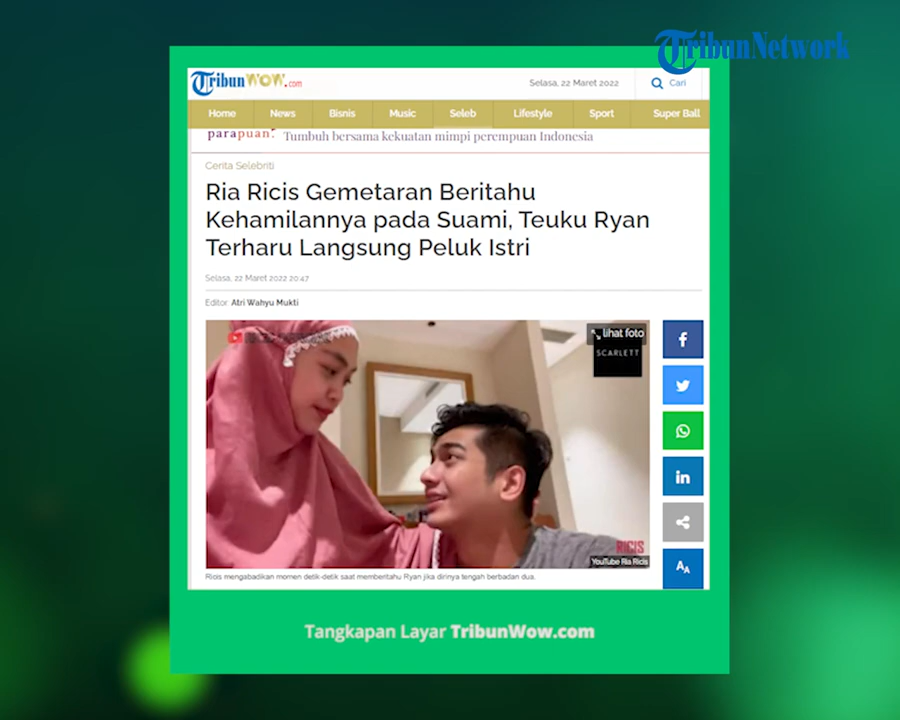 TribunNetwork
TribunWOW.com
Selasa, 22 Maret 2022
Cari
Home News Bisnis Music Seleb Lifestyle Sport Super Ball
parapuan. Tumbuh bersama kekuatan mimpi perempuan Indonesia
Cerita Selebriti
Ria Ricis Gemetaran Beritahu
Kehamilannya pada Suami, Teuku Ryan
Terharu Langsung Peluk Istri
Selasa, 22 Maret 2022 20:47
Editor: Atri Wahyu Mukti
lihat foto
SCARLETT
RICIS
YouTube Ria Ricis
Ricis mengabadikan momen detik-detik saat memberitahu Ryan jika dirinya tengah berbadan dua.
AA
Tangkapan Layar TribunWow.com